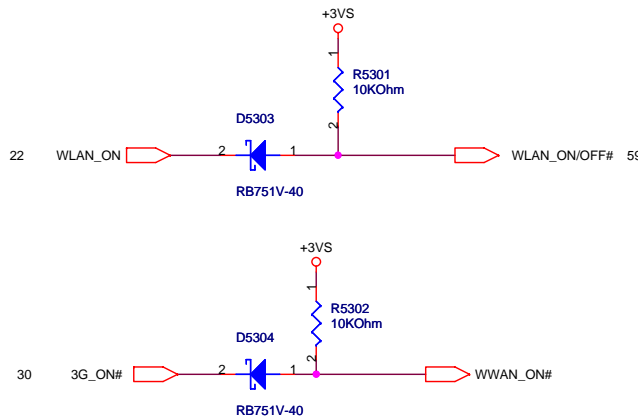 +3VS
1
R5301
10KOhm
2
D5303
22 WLAN_ON 2 1 WLAN_ON/OFF# 59
RB751V-40
+3VS
1
R5302
10KOhm
2
D5304
30 3G_ON# 2 1 WWAN_ON#
RB751V-40